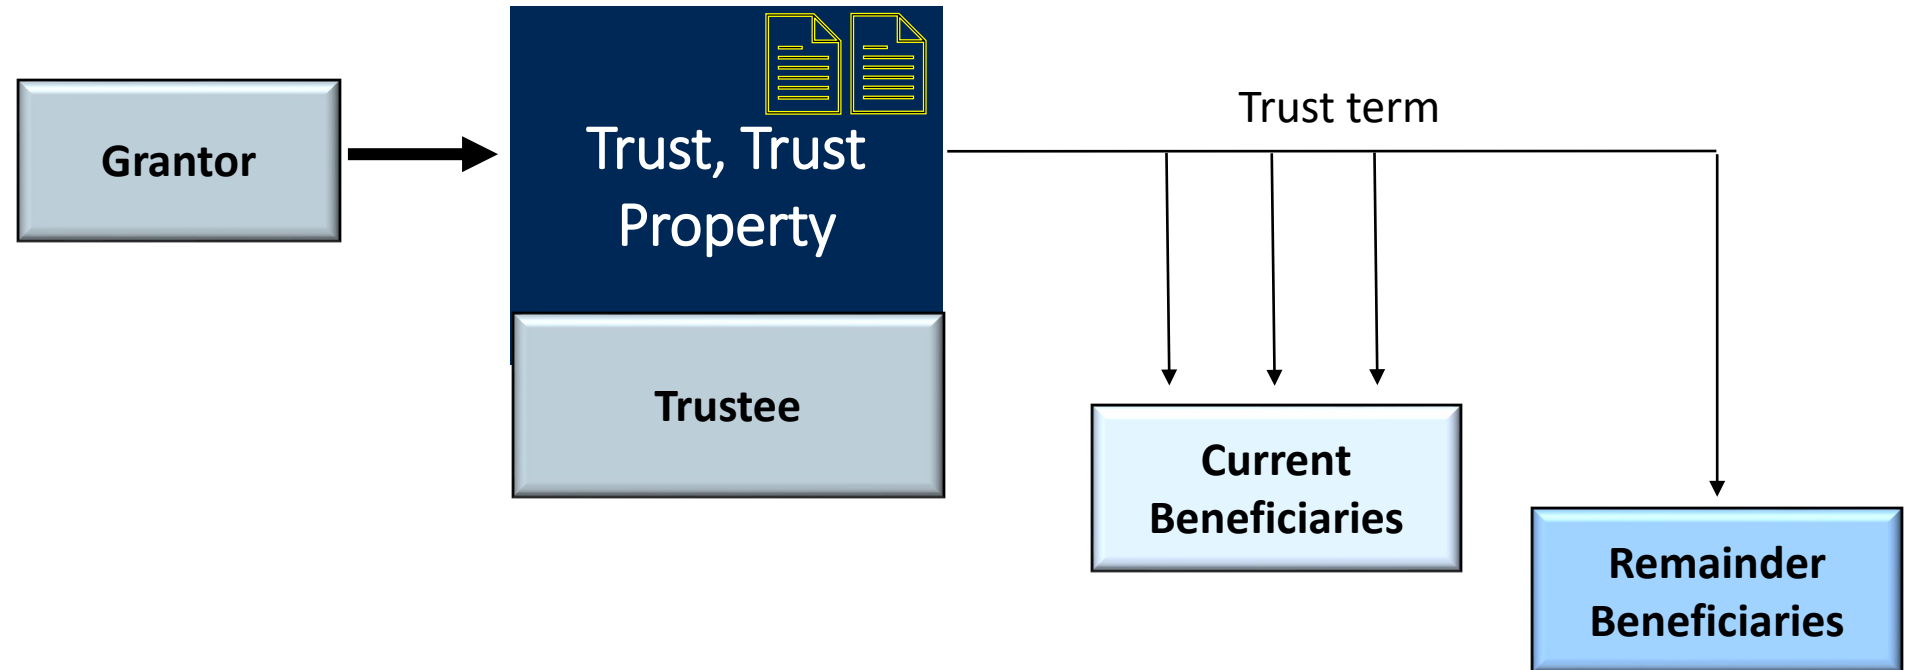 Grantor
Trust, Trust
Property
Trustee
Trust term
Current
Beneficiaries
Remainder
Beneficiaries